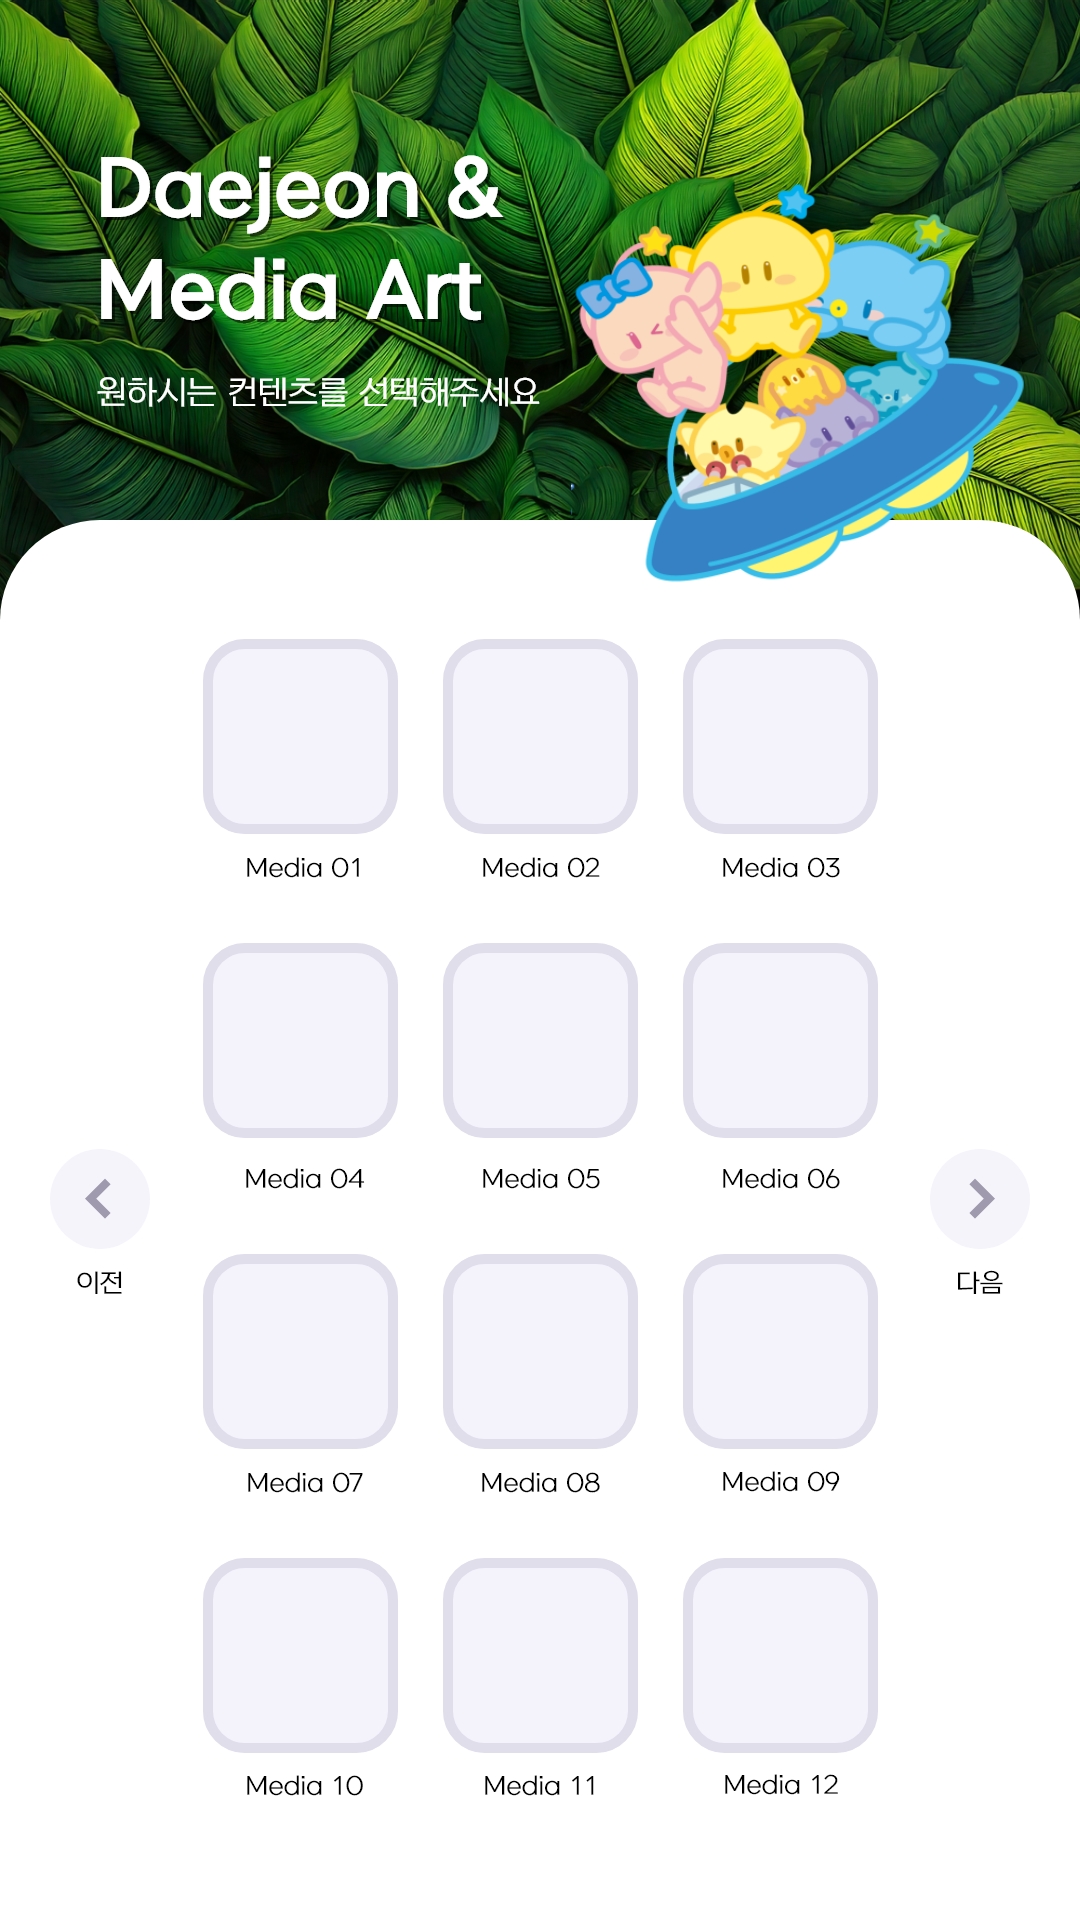 Daejeon &
Media Art
원하시는 컨텐츠를 선택해주세요
Media 01
Media 02
Media 03
Media 04
Media 05
Media 06
이전
다음
Media 07
Media 08
Media 09
Media 10
Media 11
Media 12